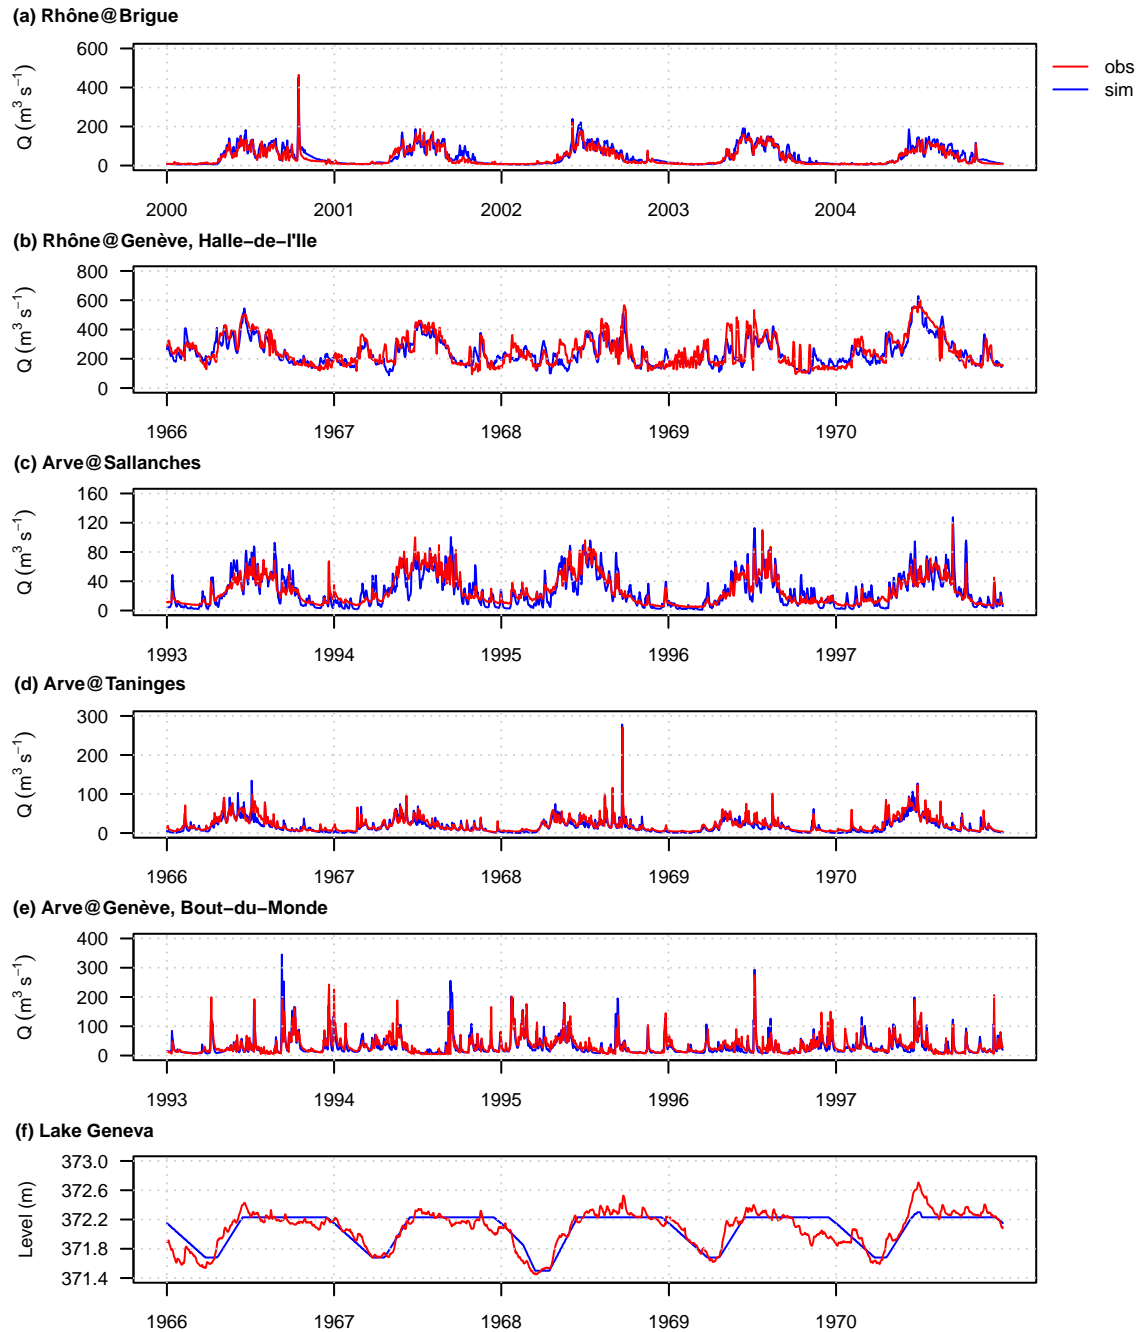 (a) Rhône@Brigue
600
400
200
0
Q (m³ s⁻¹)
obs
sim
2000 2001 2002 2003 2004
(b) Rhône@Genève, Halle−de−l'Ile
800
600
400
200
0
Q (m³ s⁻¹)
1966 1967 1968 1969 1970
(c) Arve@Sallanches
160
120
80
40
0
Q (m³ s⁻¹)
1993 1994 1995 1996 1997
(d) Arve@Taninges
300
200
100
0
Q (m³ s⁻¹)
1966 1967 1968 1969 1970
(e) Arve@Genève, Bout−du−Monde
400
300
200
100
0
Q (m³ s⁻¹)
1993 1994 1995 1996 1997
(f) Lake Geneva
373.0
372.6
372.2
371.8
371.4
Level (m)
1966 1967 1968 1969 1970